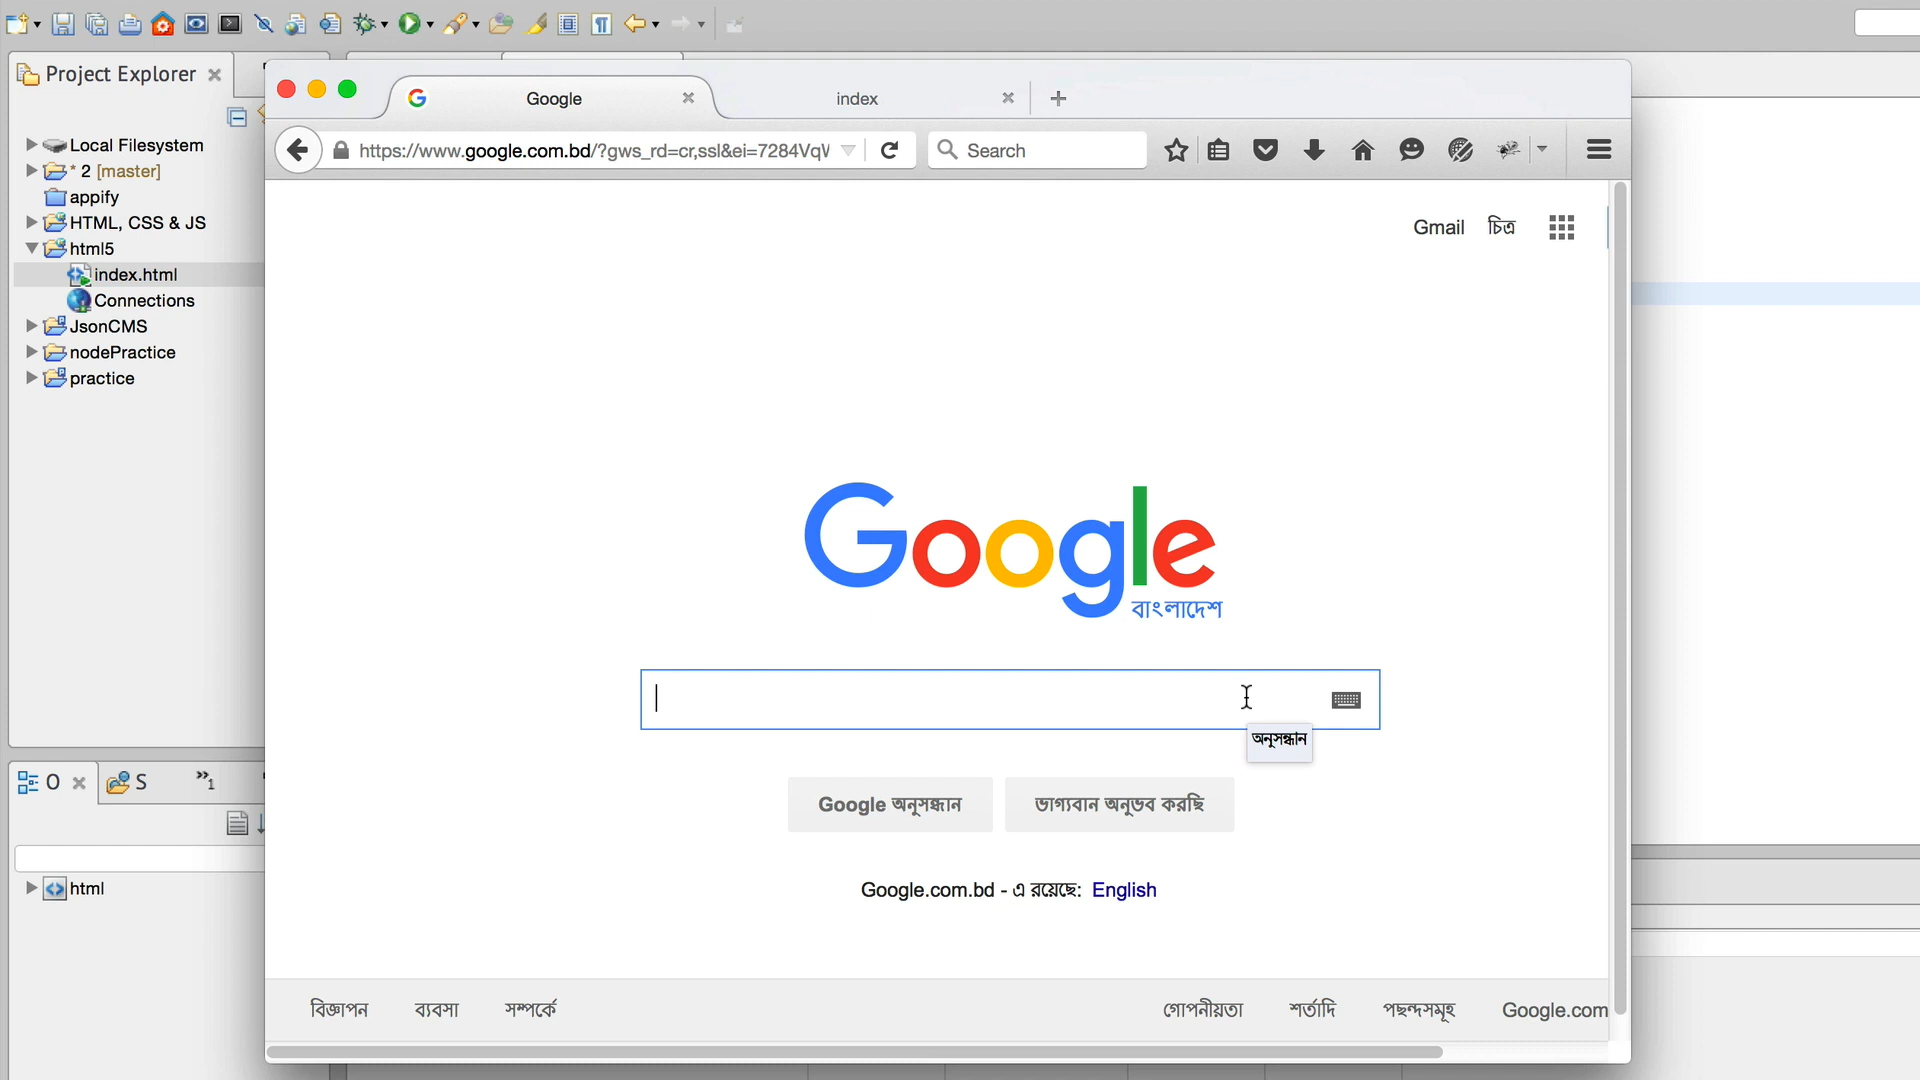 Project Explorer
Local Filesystem
* 2 [master]
appify
HTML, CSS & JS
html5
index.html
Connections
JsonCMS
nodePractice
practice
O
S
»1
html
Google
index
https://www.google.com.bd/?gws_rd=cr,ssl&ei=7284VqV
Search
Gmail
চিত্র
Google
বাংলাদেশ
অনুসন্ধান
Google অনুসন্ধান
ভাগ্যবান অনুভব করছি
Google.com.bd - এ রয়েছে: English
বিজ্ঞাপন
ব্যবসা
সম্পর্কে
গোপনীয়তা
শর্তাদি
পছন্দসমূহ
Google.com